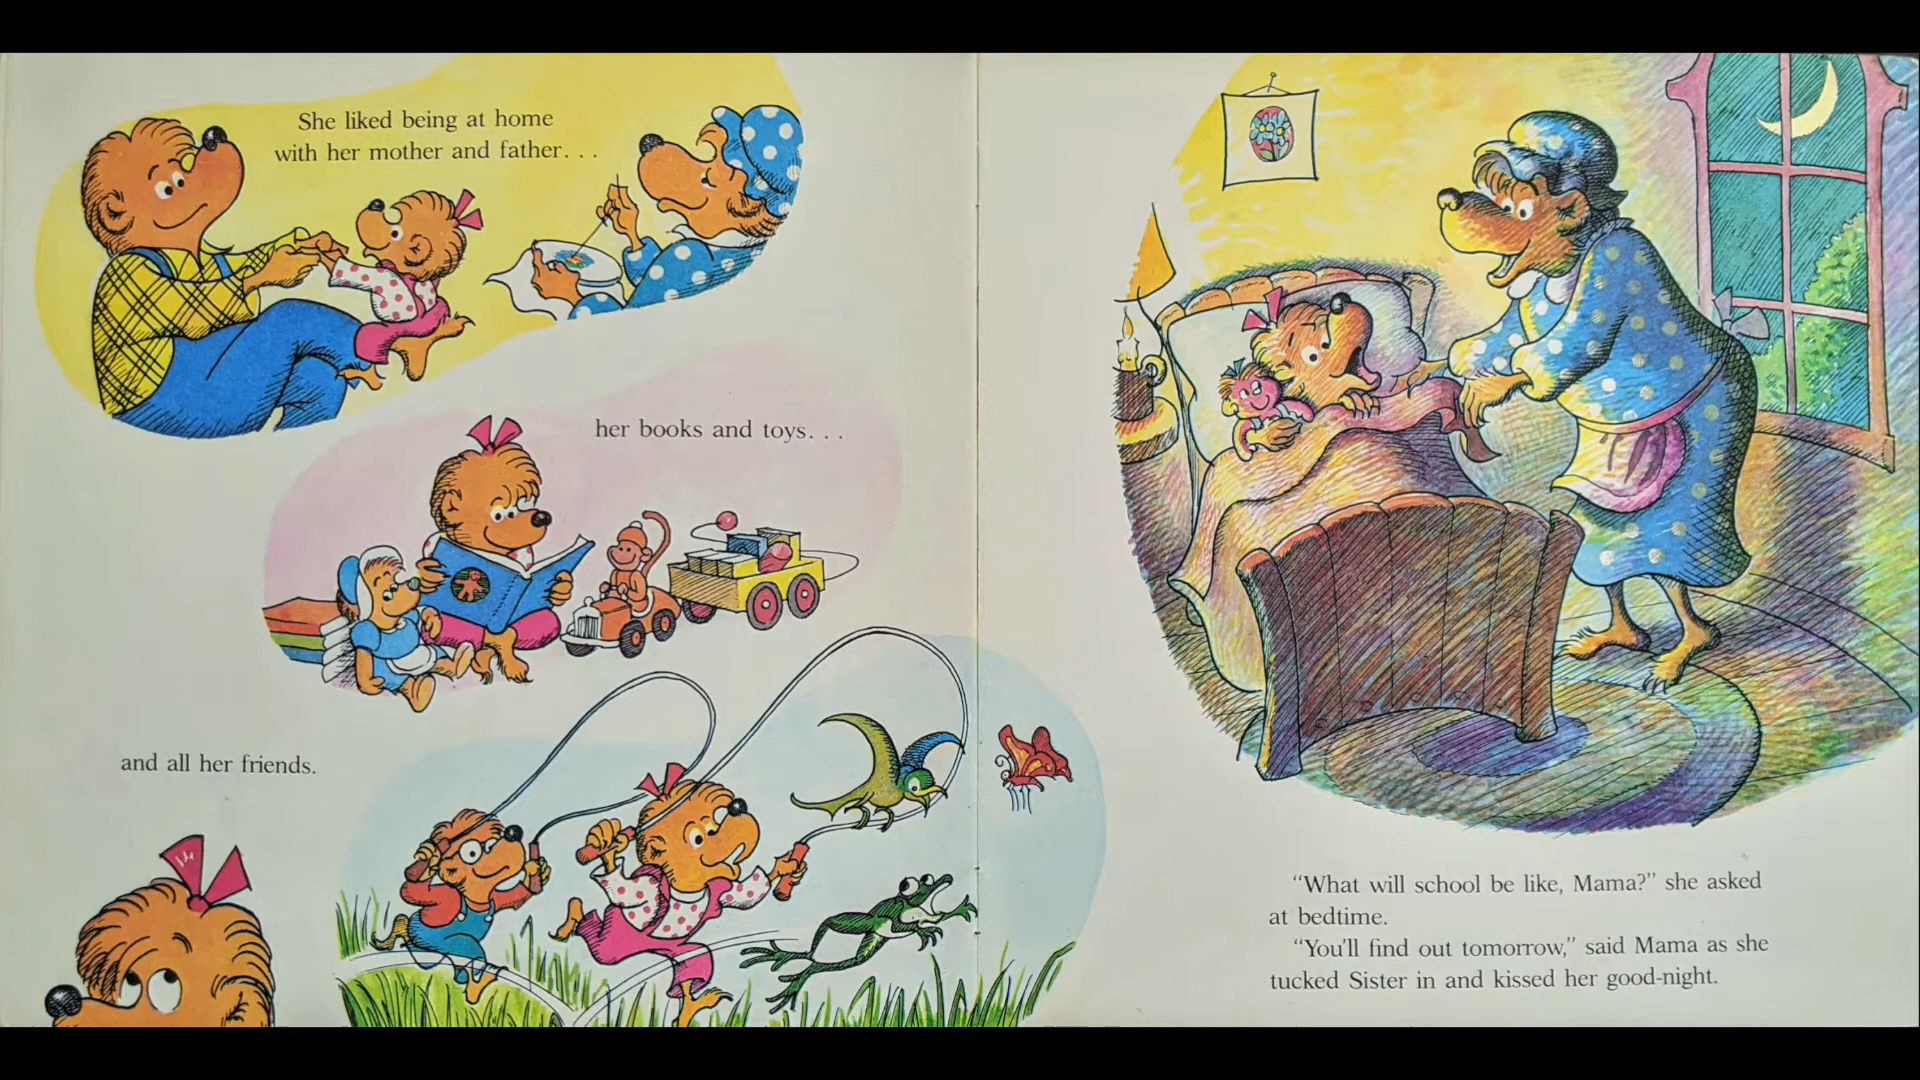 She liked being at home
with her mother and father. . .
her books and toys. . .
and all her friends.
"What will school be like, Mama?" she asked
at bedtime.
"You'll find out tomorrow," said Mama as she
tucked Sister in and kissed her good-night.